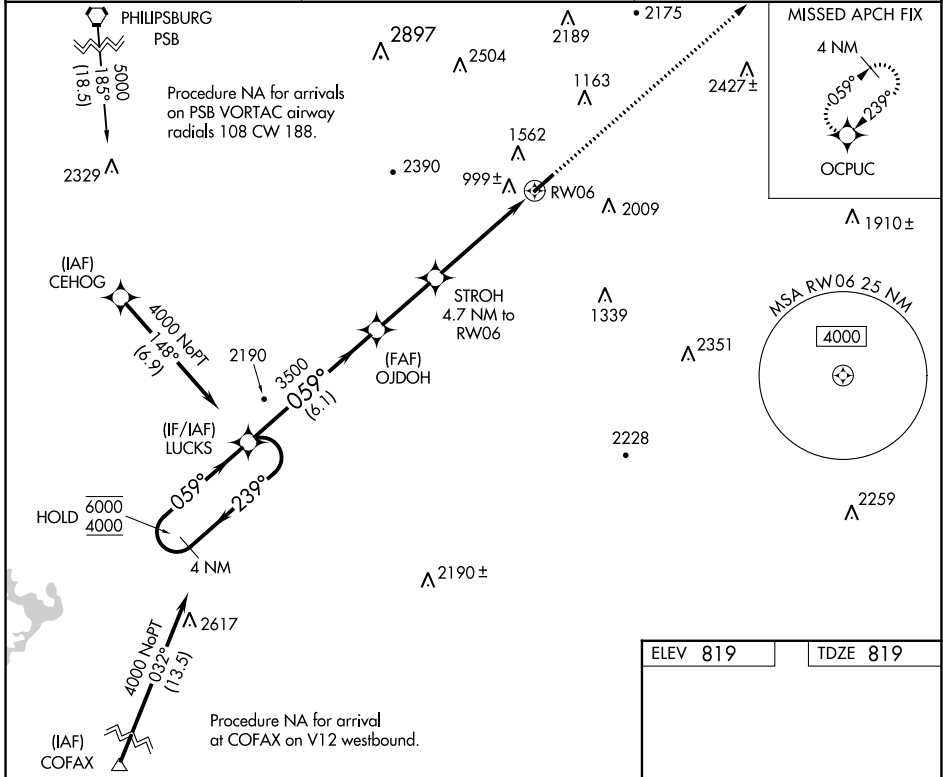 PHILIPSBURG
PSB
5000
185°
(18.5)
Procedure NA for arrivals
on PSB VORTAC airway
radials 108 CW 188.
2897
2504
2189
2175
1163
2427±
1562
2329
2390
999±
RW06
2009
MISSED APCH FIX
4 NM
059°
239°
OCPUC
1910±
(IAF)
CEHOG
4000 NoPT
148°
(6.9)
STROH
4.7 NM to
RW06
1339
MSA RW06 25 NM
4000
2351
(FAF)
OJDOH
2190
3500
059°
(6.1)
(IF/IAF)
LUCKS
2228
059°
239°
HOLD
6000
4000
4 NM
2259
2190±
2617
4000 NoPT
032°
(13.5)
(IAF)
COFAX
Procedure NA for arrival
at COFAX on V12 westbound.
ELEV 819
TDZE 819